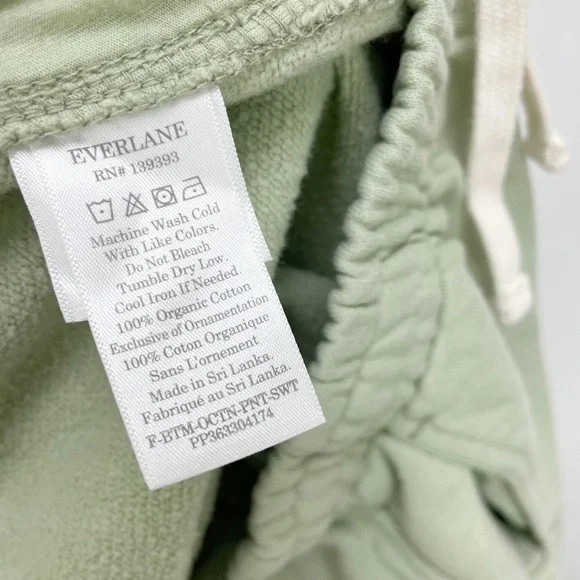 EVERLANE
RN# 139393
Machine Wash Cold
With Like Colors.
Do Not Bleach
Tumble Dry Low.
Cool Iron If Needed.
100% Organic Cotton
Exclusive of Ornamentation
100% Coton Organique
Sans L'ornement
Made in Sri Lanka.
Fabriqué au Sri Lanka.
F-BTM-OCTN-PNT-SWT
PP363304174